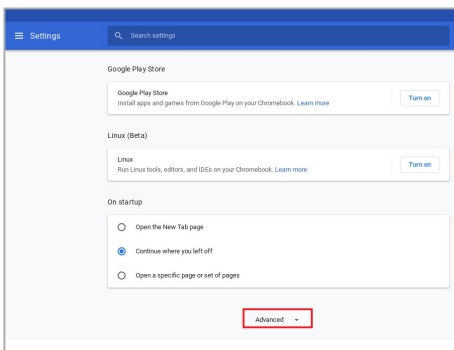 Settings
Search settings
Google Play Store
Google Play Store
Install apps and games from Google Play on your Chromebook. Learn more
Turn on
Linux (Beta)
Linux
Run Linux tools, editors, and IDEs on your Chromebook. Learn more
Turn on
On startup
Open the New Tab page
Continue where you left off
Open a specific page or set of pages
Advanced